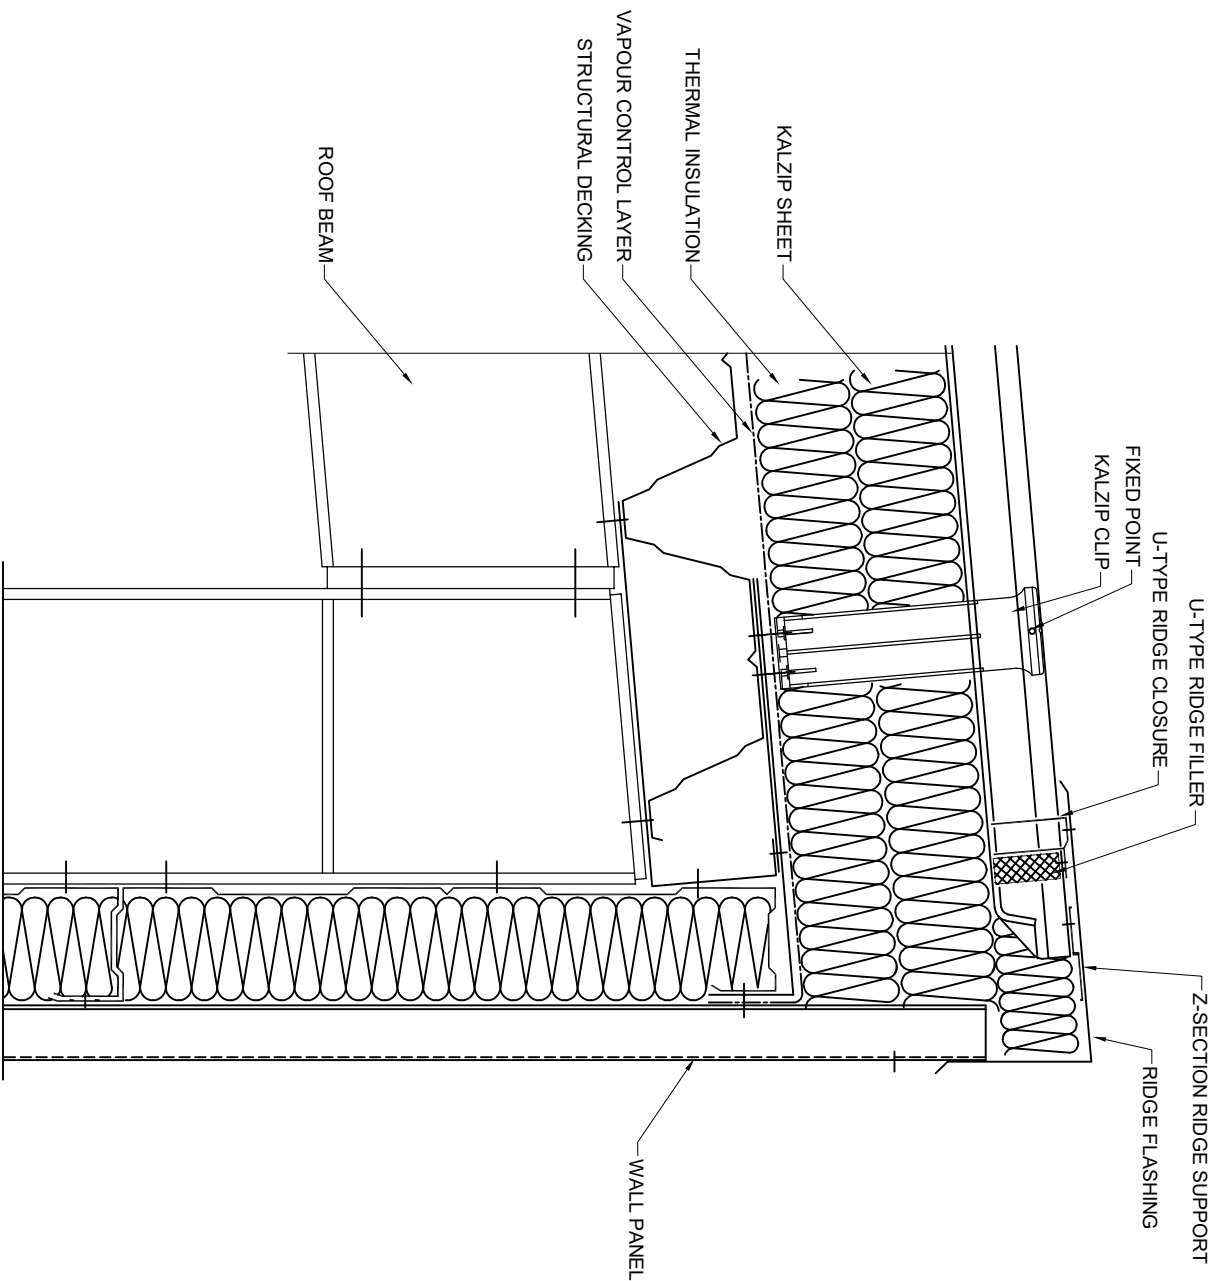 U-TYPE RIDGE FILLER
Z-SECTION RIDGE SUPPORT
U-TYPE RIDGE CLOSURE
RIDGE FLASHING
FIXED POINT
KALZIP CLIP
KALZIP SHEET
THERMAL INSULATION
VAPOUR CONTROL LAYER
STRUCTURAL DECKING
WALL PANEL
ROOF BEAM